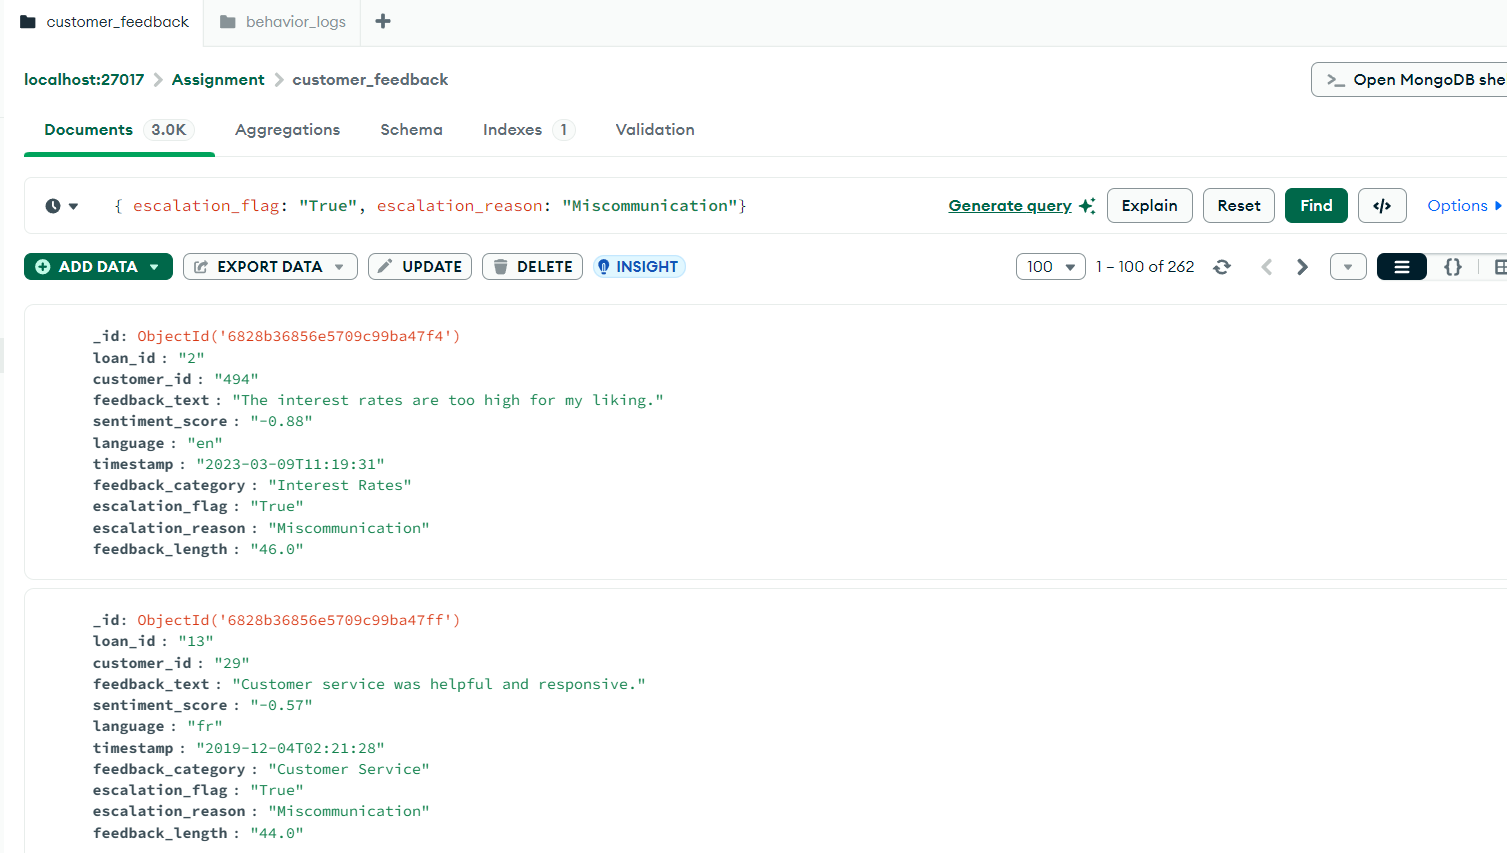 customer_feedback behavior_logs
localhost:27017 Assignment customer_feedback
Open MongoDB she
Documents 3.0K Aggregations Schema Indexes 1 Validation
{ escalation_flag: "True", escalation_reason: "Miscommunication"}
Generate query Explain Reset Find </> Options
ADD DATA EXPORT DATA UPDATE DELETE INSIGHT 100 1 – 100 of 262 {}
_id: ObjectId('6828b36856e5709c99ba47f4')
loan_id : "2"
customer_id : "494"
feedback_text : "The interest rates are too high for my liking."
sentiment_score : "-0.88"
language : "en"
timestamp : "2023-03-09T11:19:31"
feedback_category : "Interest Rates"
escalation_flag : "True"
escalation_reason : "Miscommunication"
feedback_length : "46.0"
_id: ObjectId('6828b36856e5709c99ba47ff')
loan_id : "13"
customer_id : "29"
feedback_text : "Customer service was helpful and responsive."
sentiment_score : "-0.57"
language : "fr"
timestamp : "2019-12-04T02:21:28"
feedback_category : "Customer Service"
escalation_flag : "True"
escalation_reason : "Miscommunication"
feedback_length : "44.0"